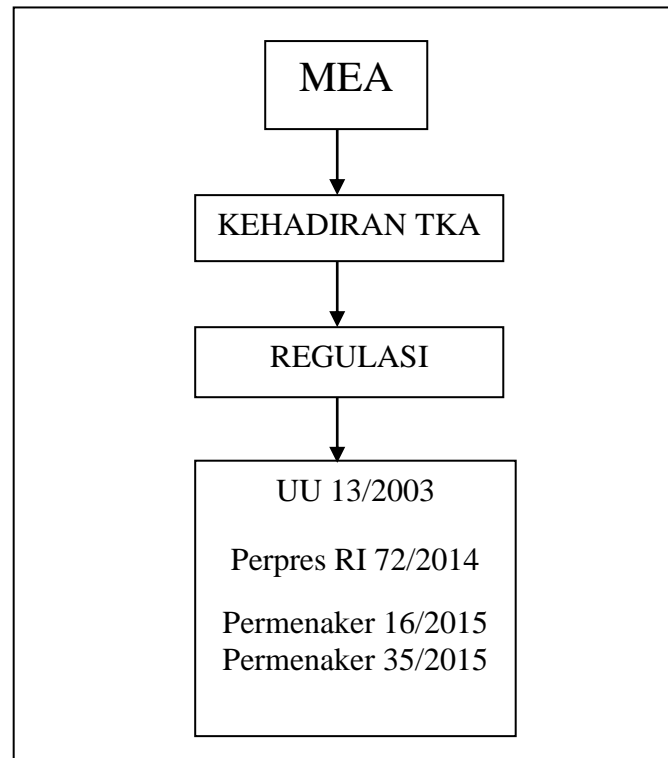 MEA
KEHADIRAN TKA
REGULASI
UU 13/2003
Perpres RI 72/2014
Permenaker 16/2015
Permenaker 35/2015